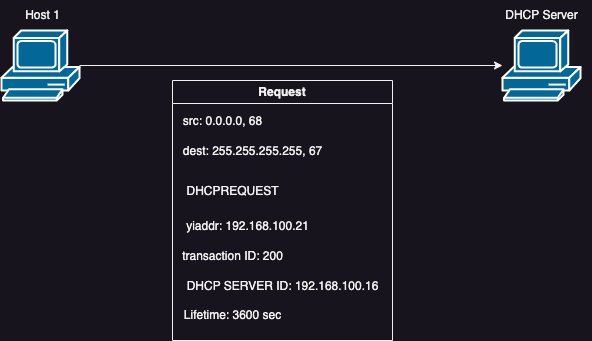 Host 1
DHCP Server
Request
src: 0.0.0.0, 68
dest: 255.255.255.255, 67
DHCPREQUEST
yiaddr: 192.168.100.21
transaction ID: 200
DHCP SERVER ID: 192.168.100.16
Lifetime: 3600 sec